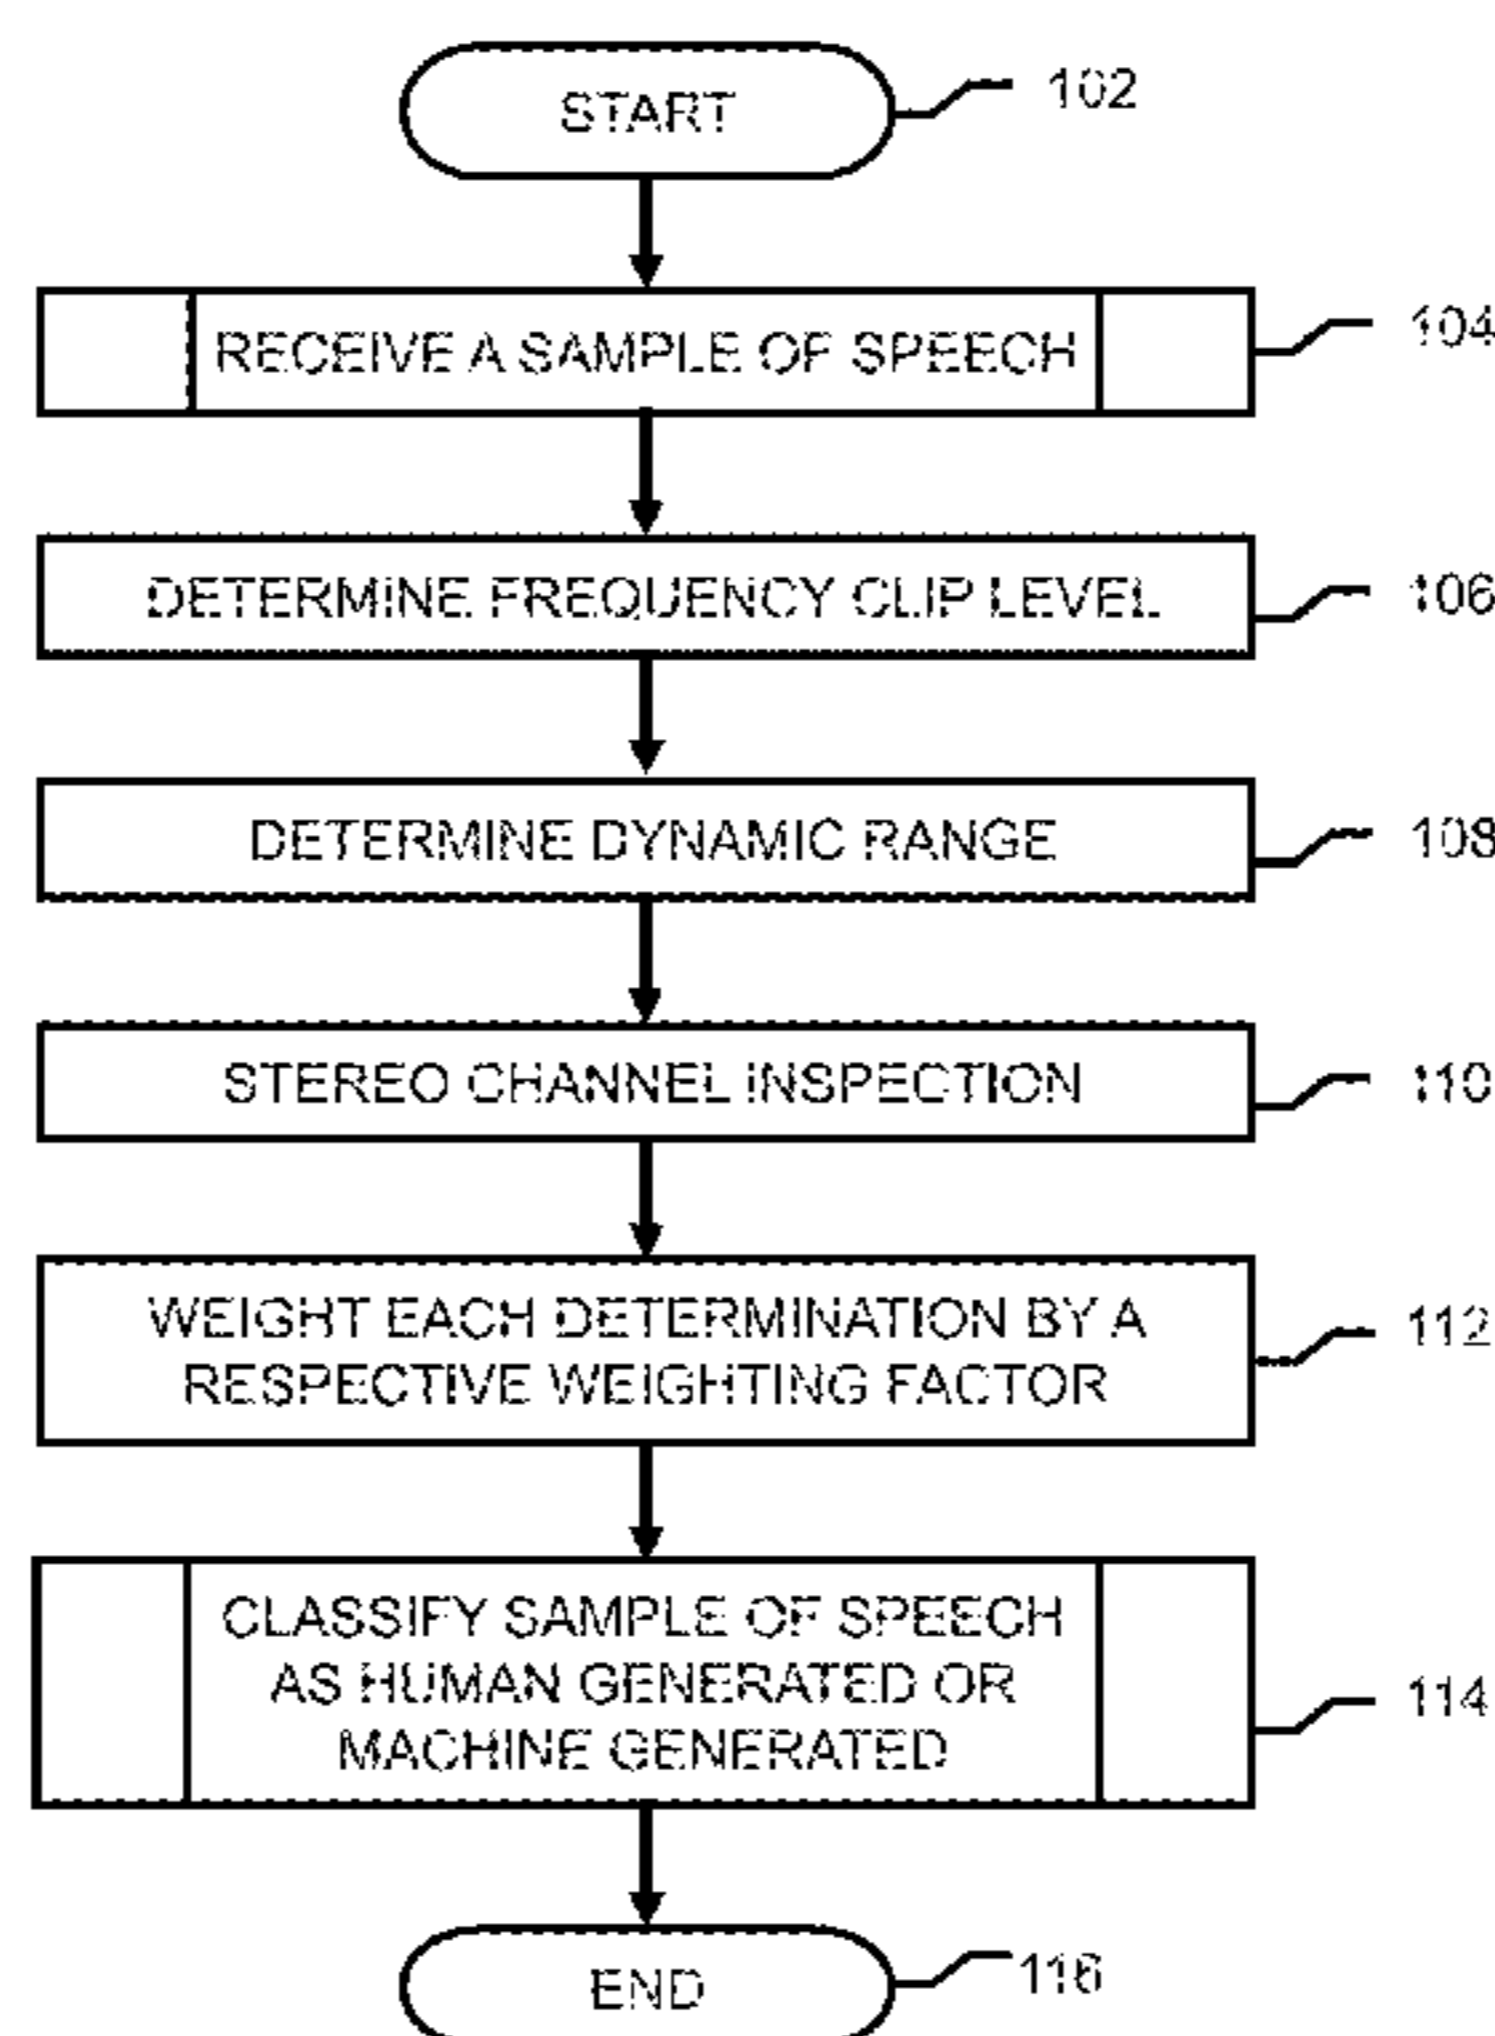 START
102
RECEIVE A SAMPLE OF SPEECH
104
DETERMINE FREQUENCY CLIP LEVEL
106
DETERMINE DYNAMIC RANGE
108
STEREO CHANNEL INSPECTION
110
WEIGHT EACH DETERMINATION BY A
RESPECTIVE WEIGHTING FACTOR
112
CLASSIFY SAMPLE OF SPEECH
AS HUMAN GENERATED OR
MACHINE GENERATED
114
END
116